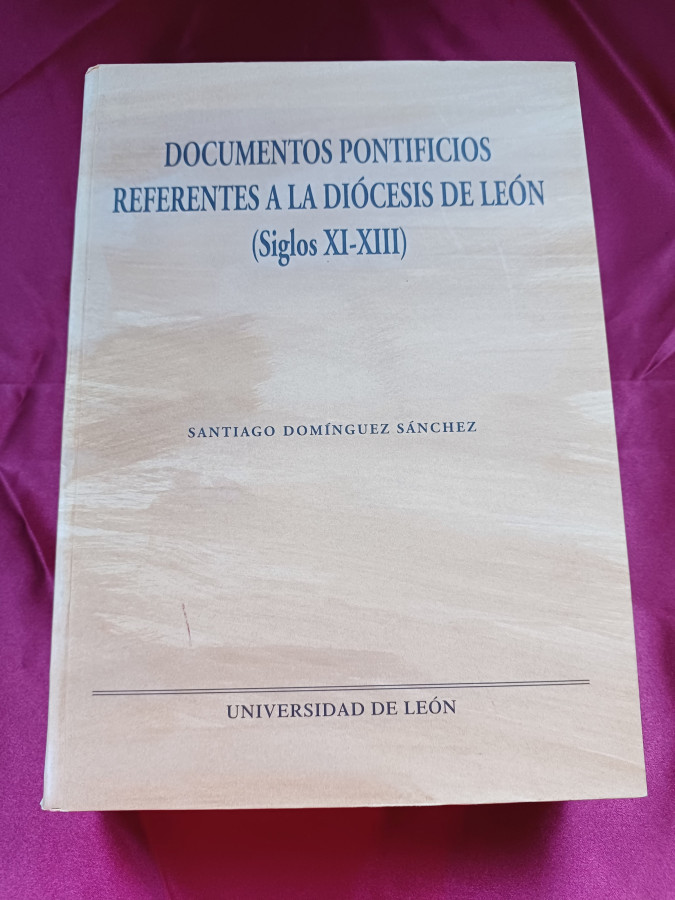 DOCUMENTOS PONTIFICIOS
REFERENTES A LA DIÓCESIS DE LEÓN
(Siglos XI-XIII)
SANTIAGO DOMÍNGUEZ SÁNCHEZ
UNIVERSIDAD DE LEÓN